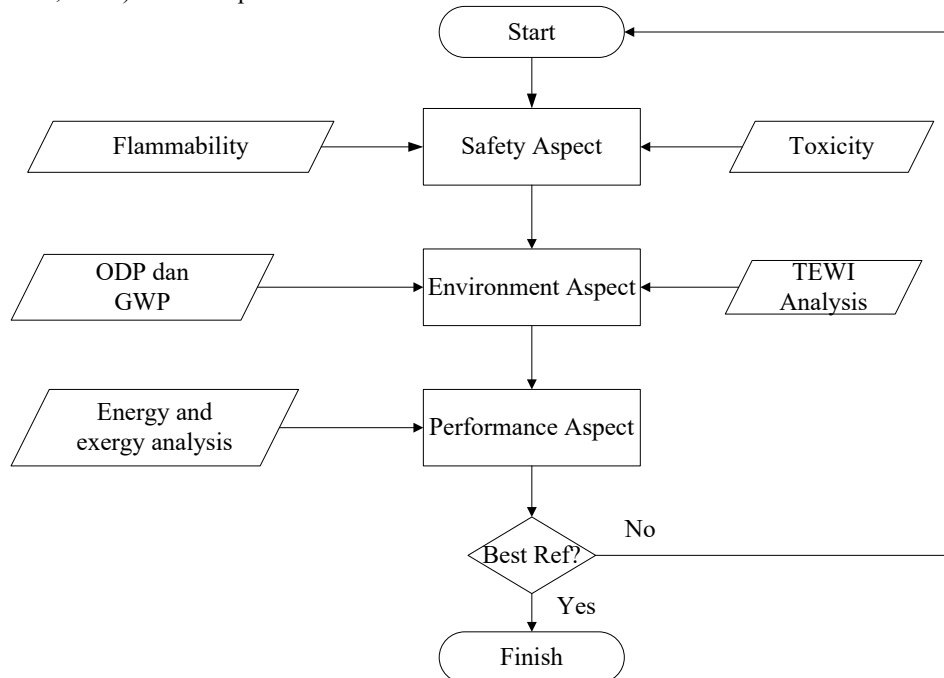 Start
Flammability
Safety Aspect
Toxicity
ODP dan
GWP
Environment Aspect
TEWI
Analysis
Energy and
exergy analysis
Performance Aspect
Best Ref?
No
Yes
Finish